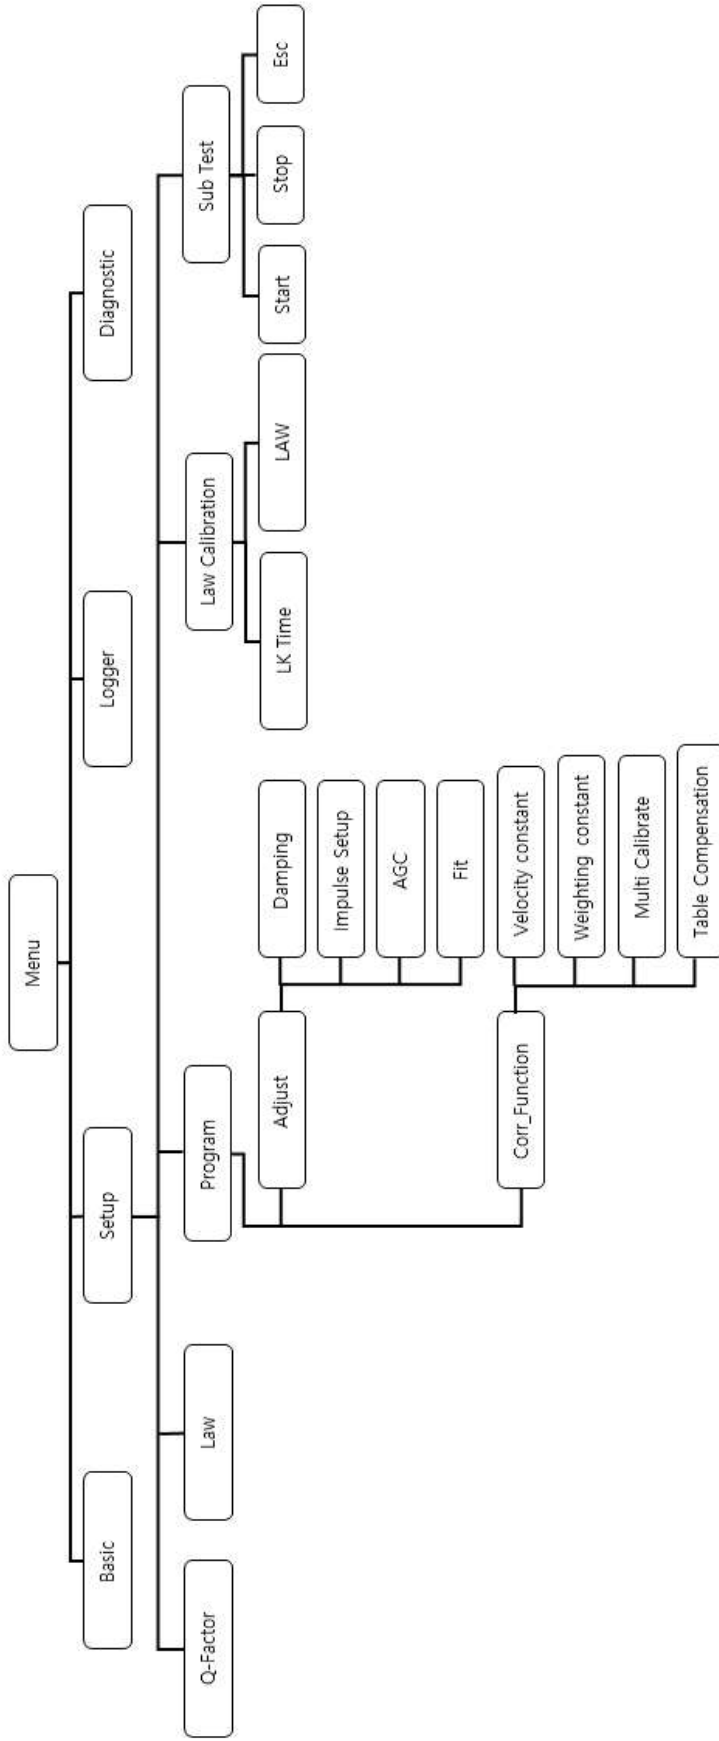 Menu
Basic
Setup
Logger
Diagnostic
Q-Factor
Law
Program
Law Calibration
Sub Test
Adjust
Damping
Impulse Setup
AGC
Fit
Corr_Function
Velocity constant
Weighting constant
Multi Calibrate
Table Compensation
LK Time
LAW
Start
Stop
Esc